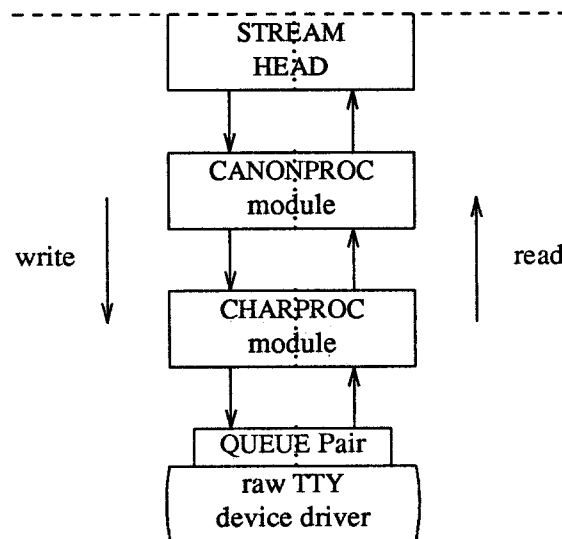 STREAM
HEAD
CANONPROC
module
write
read
CHARPROC
module
QUEUE Pair
raw TTY
device driver